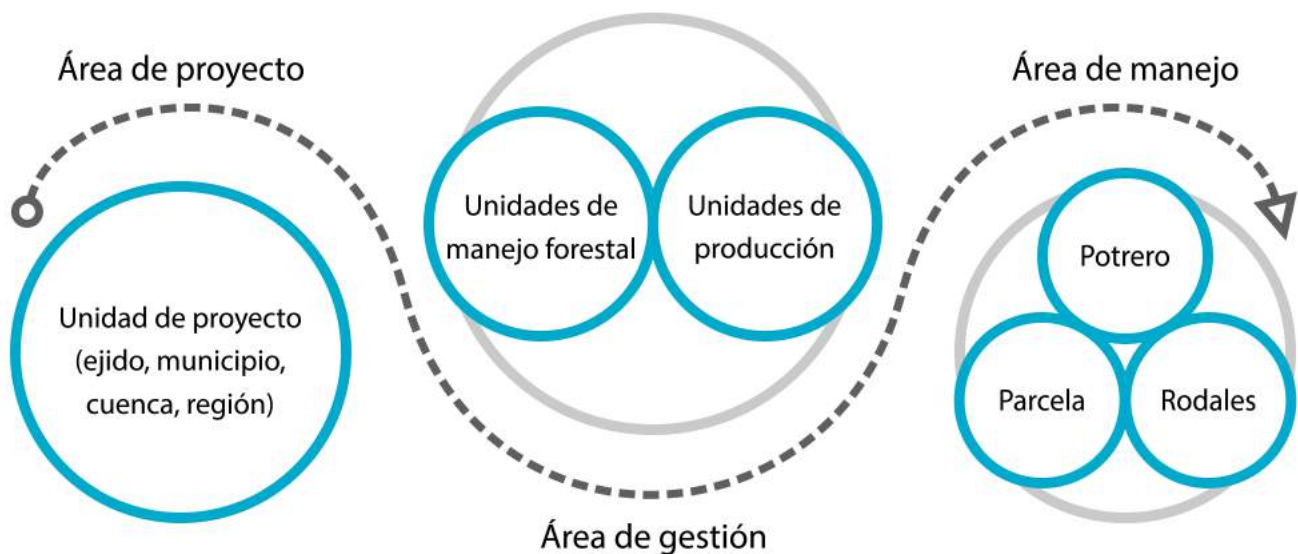 Área de proyecto
Unidad de proyecto
(ejido, municipio,
cuenca, región)
Unidades de
manejo forestal
Unidades de
producción
Área de gestión
Área de manejo
Potrero
Parcela
Rodales